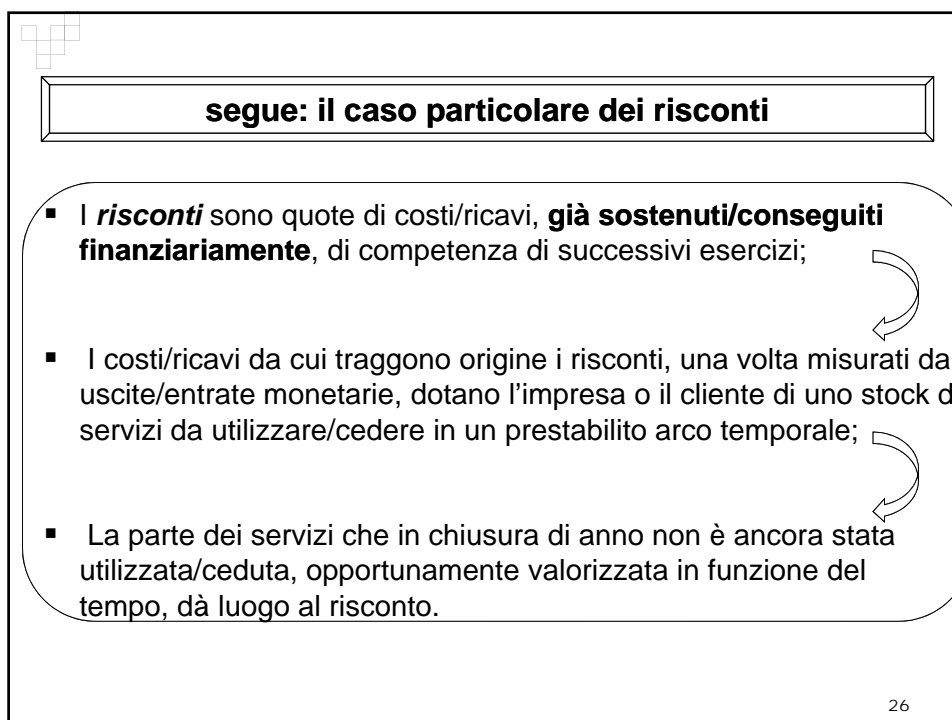 segue: il caso particolare dei risconti
▪ I risconti sono quote di costi/ricavi, già sostenuti/conseguiti
finanziariamente, di competenza di successivi esercizi;
▪ I costi/ricavi da cui traggono origine i risconti, una volta misurati da
uscite/entrate monetarie, dotano l'impresa o il cliente di uno stock d
servizi da utilizzare/cedere in un prestabilito arco temporale;
▪ La parte dei servizi che in chiusura di anno non è ancora stata
utilizzata/ceduta, opportunamente valorizzata in funzione del
tempo, dà luogo al risconto.
26